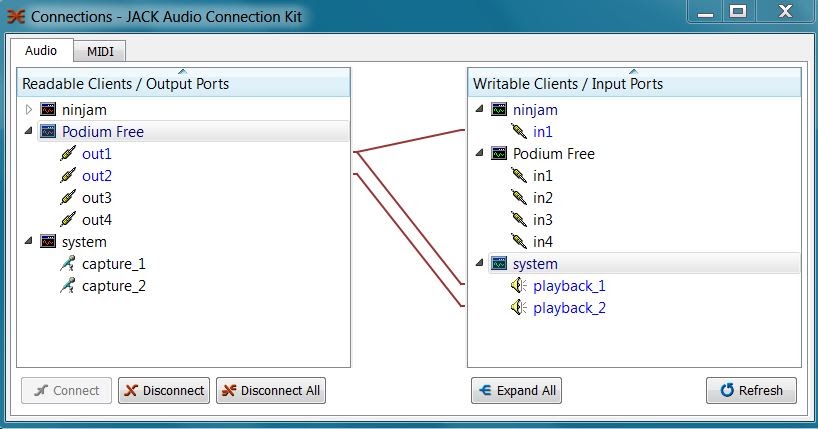 Connections - JACK Audio Connection Kit
Audio
MIDI
Readable Clients / Output Ports
ninjam
Podium Free
out1
out2
out3
out4
system
capture_1
capture_2
Writable Clients / Input Ports
ninjam
in1
Podium Free
in1
in2
in3
in4
system
playback_1
playback_2
Connect
Disconnect
Disconnect All
Expand All
Refresh